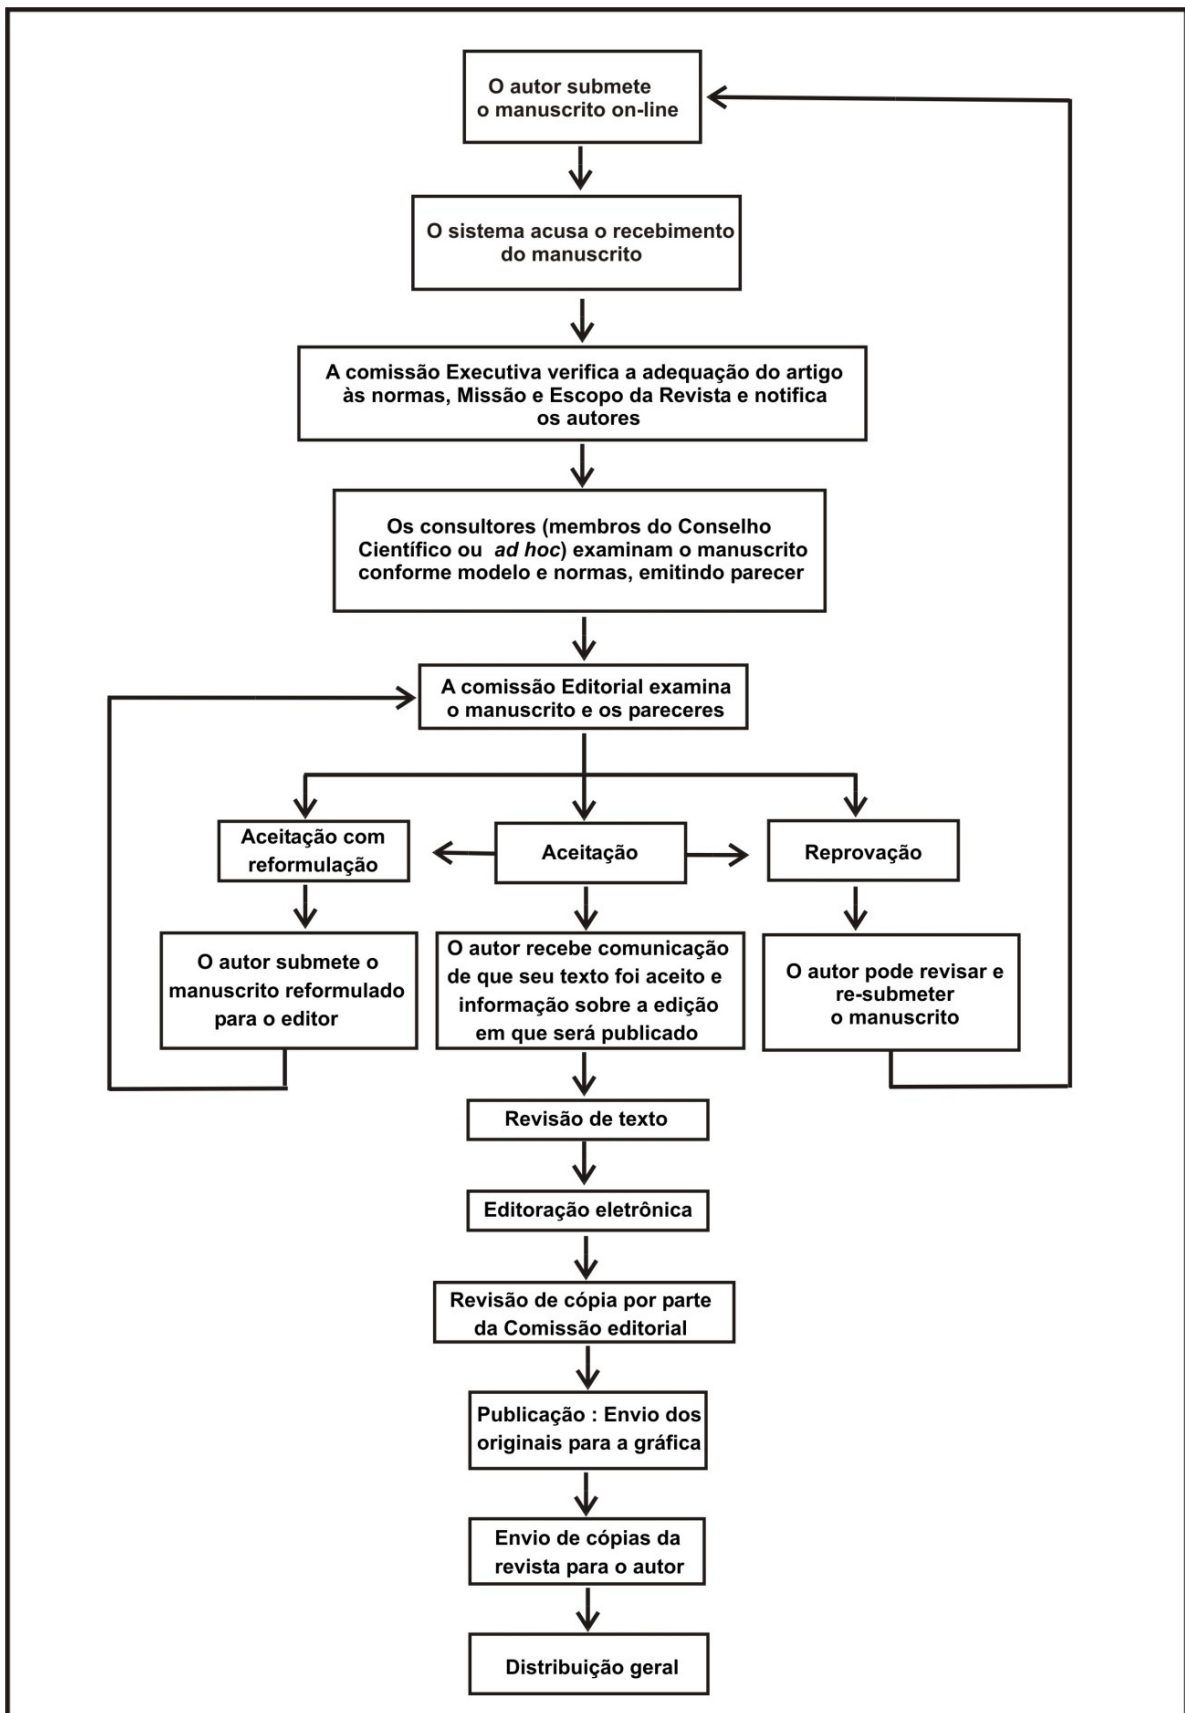 O autor submete
o manuscrito on-line
O sistema acusa o recebimento
do manuscrito
A comissão Executiva verifica a adequação do artigo
às normas, Missão e Escopo da Revista e notifica
os autores
Os consultores (membros do Conselho
Científico ou ad hoc) examinam o manuscrito
conforme modelo e normas, emitindo parecer
A comissão Editorial examina
o manuscrito e os pareceres
Aceitação com
reformulação
Aceitação
Reprovação
O autor submete o
manuscrito reformulado
para o editor
O autor recebe comunicação
de que seu texto foi aceito e
informação sobre a edição
em que será publicado
O autor pode revisar e
re-submeter
o manuscrito
Revisão de texto
Editoração eletrônica
Revisão de cópia por parte
da Comissão editorial
Publicação : Envio dos
originais para a gráfica
Envio de cópias da
revista para o autor
Distribuição geral